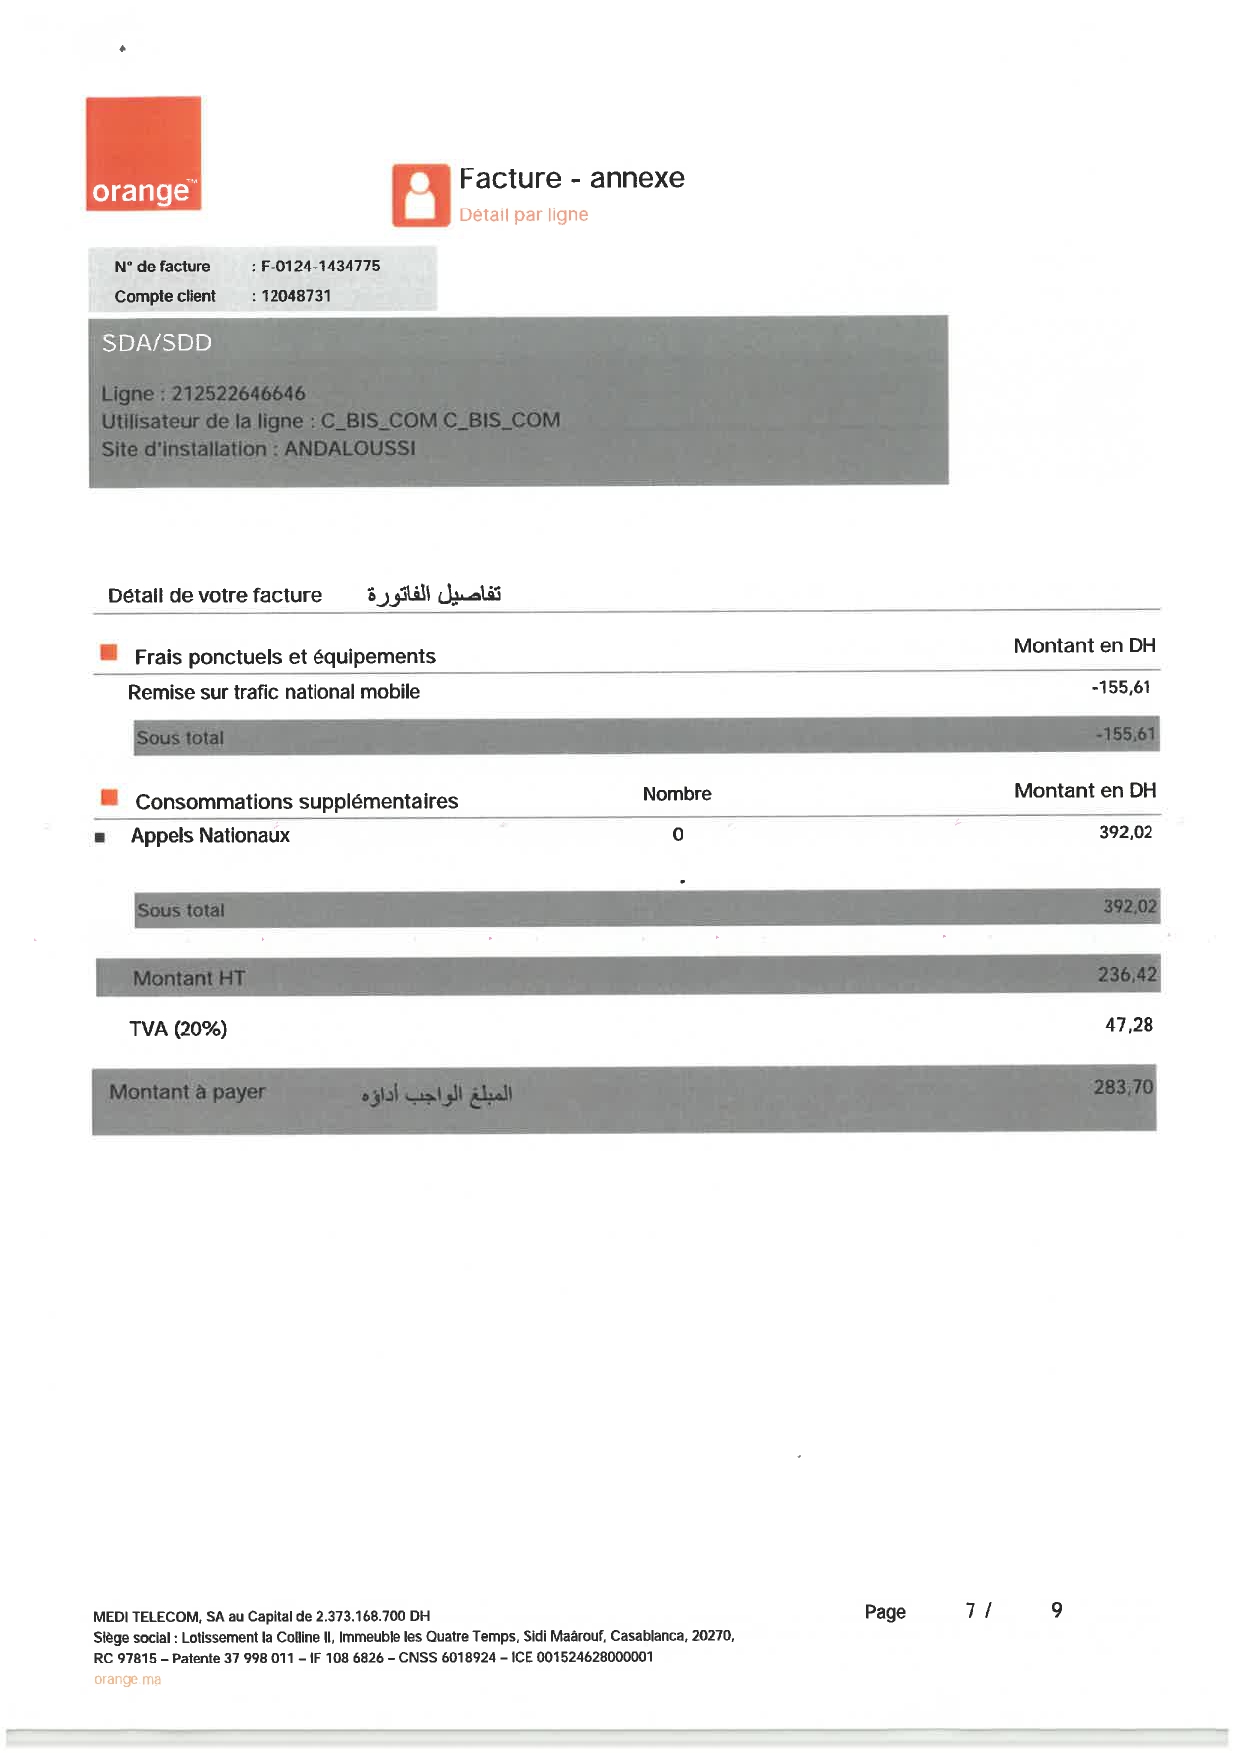 orange™
Facture - annexe
Détail par ligne
N° de facture : F-0124-1434775
Compte client : 12048731
SDA/SDD
Ligne : 212522646646
Utilisateur de la ligne : C_BIS_COM C_BIS_COM
Site d'installation : ANDALOUSSI
Détail de votre facture تفاصيل الفاتورة
Frais ponctuels et équipements Montant en DH
Remise sur trafic national mobile -155,61
Sous total -155,61
Consommations supplémentaires Nombre Montant en DH
Appels Nationaux 0 392,02
Sous total 392,02
Montant HT 236,42
TVA (20%) 47,28
Montant à payer المبلغ الواجب أداؤه 283,70
MEDI TELECOM, SA au Capital de 2.373.168.700 DH
Siège social : Lotissement la Colline II, Immeuble les Quatre Temps, Sidi Maârouf, Casablanca, 20270,
RC 97815 – Patente 37 998 011 – IF 108 6826 – CNSS 6018924 – ICE 001524628000001
orange.ma
Page 7 / 9